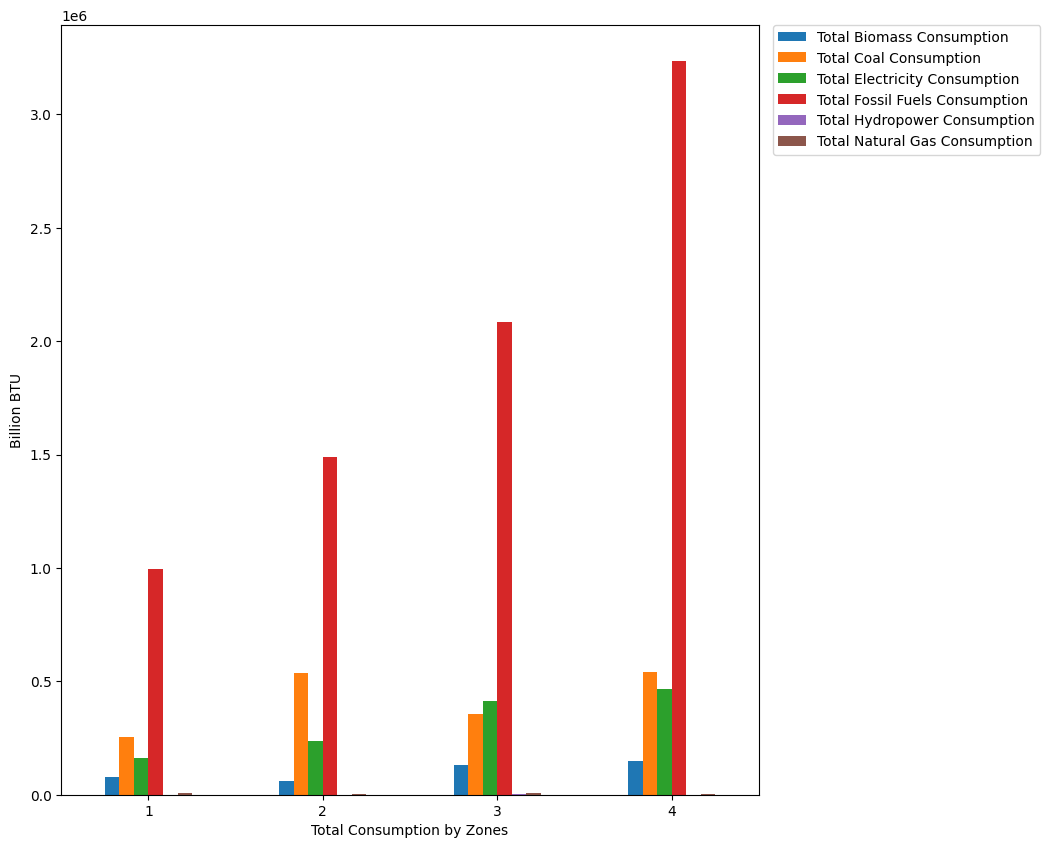 1e6
3.0
2.5
2.0
1.5
1.0
0.5
0.0
Billion BTU
1 2 3 4
Total Consumption by Zones
Total Biomass Consumption
Total Coal Consumption
Total Electricity Consumption
Total Fossil Fuels Consumption
Total Hydropower Consumption
Total Natural Gas Consumption